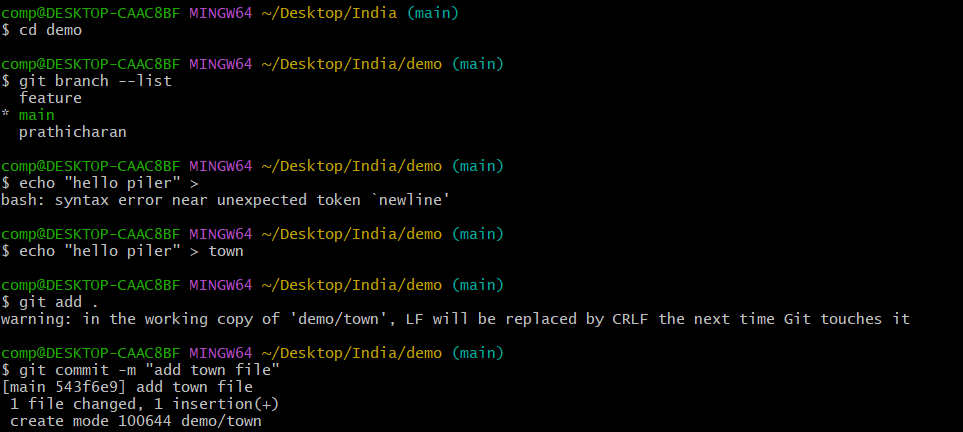 comp@DESKTOP-CAAC8BF MINGW64 ~/Desktop/India (main)
$ cd demo
comp@DESKTOP-CAAC8BF MINGW64 ~/Desktop/India/demo (main)
$ git branch --list
  feature
* main
  prathicharan
comp@DESKTOP-CAAC8BF MINGW64 ~/Desktop/India/demo (main)
$ echo "hello piler" >
bash: syntax error near unexpected token `newline'
comp@DESKTOP-CAAC8BF MINGW64 ~/Desktop/India/demo (main)
$ echo "hello piler" > town
comp@DESKTOP-CAAC8BF MINGW64 ~/Desktop/India/demo (main)
$ git add .
warning: in the working copy of 'demo/town', LF will be replaced by CRLF the next time Git touches it
comp@DESKTOP-CAAC8BF MINGW64 ~/Desktop/India/demo (main)
$ git commit -m "add town file"
[main 543f6e9] add town file
 1 file changed, 1 insertion(+)
 create mode 100644 demo/town